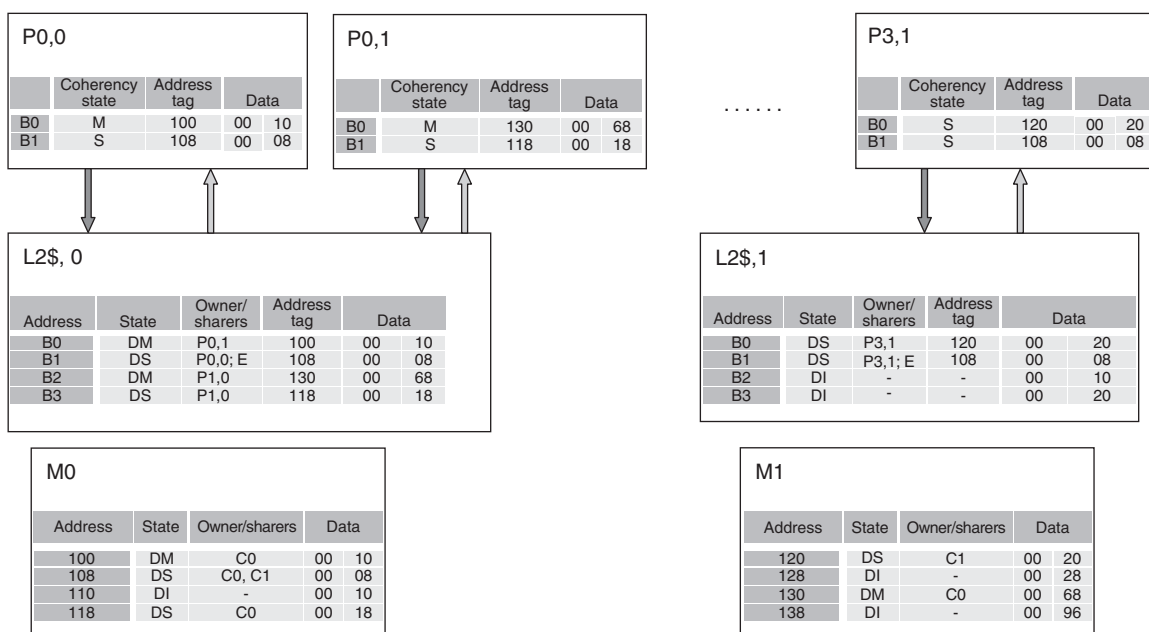 P0,0
Coherency state Address tag Data
B0 M 100 00 10
B1 S 108 00 08
P0,1
Coherency state Address tag Data
B0 M 130 00 68
B1 S 118 00 18
......
P3,1
Coherency state Address tag Data
B0 S 120 00 20
B1 S 108 00 08
L2$, 0
Address State Owner/ sharers Address tag Data
B0 DM P0,1 100 00 10
B1 DS P0,0; E 108 00 08
B2 DM P1,0 130 00 68
B3 DS P1,0 118 00 18
L2$,1
Address State Owner/ sharers Address tag Data
B0 DS P3,1 120 00 20
B1 DS P3,1; E 108 00 08
B2 DI - - 00 10
B3 DI - - 00 20
M0
Address State Owner/sharers Data
100 DM C0 00 10
108 DS C0, C1 00 08
110 DI - 00 10
118 DS C0 00 18
M1
Address State Owner/sharers Data
120 DS C1 00 20
128 DI - 00 28
130 DM C0 00 68
138 DI - 00 96